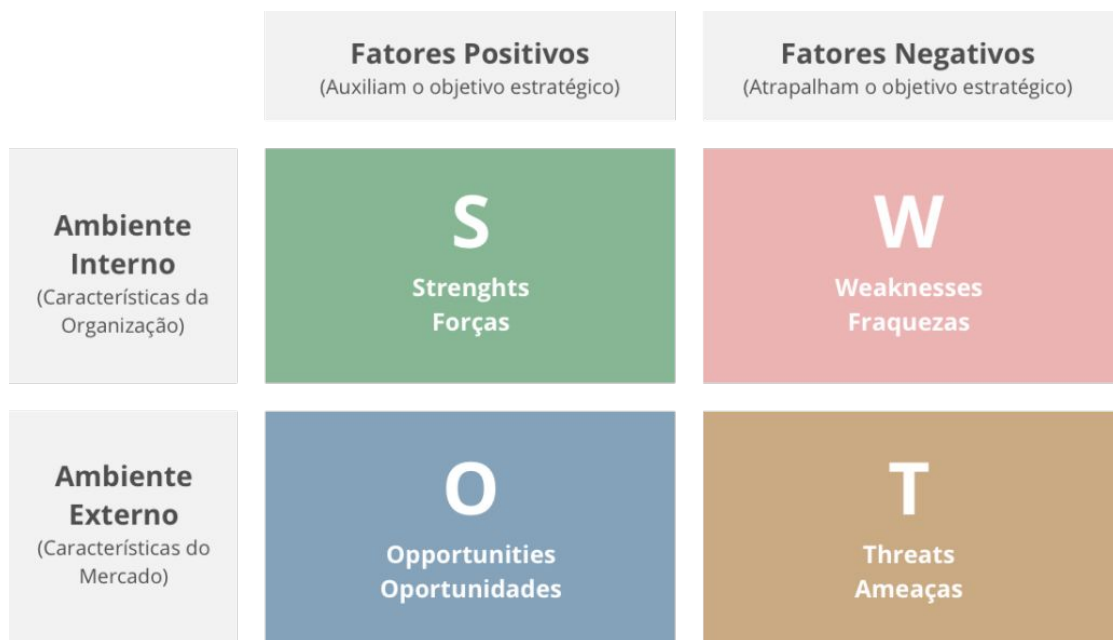 Fatores Positivos
(Auxiliam o objetivo estratégico)
Fatores Negativos
(Atrapalham o objetivo estratégico)
Ambiente
Interno
(Características da
Organização)
S
Strenghts
Forças
W
Weaknesses
Fraquezas
Ambiente
Externo
(Características do
Mercado)
O
Opportunities
Oportunidades
T
Threats
Ameaças